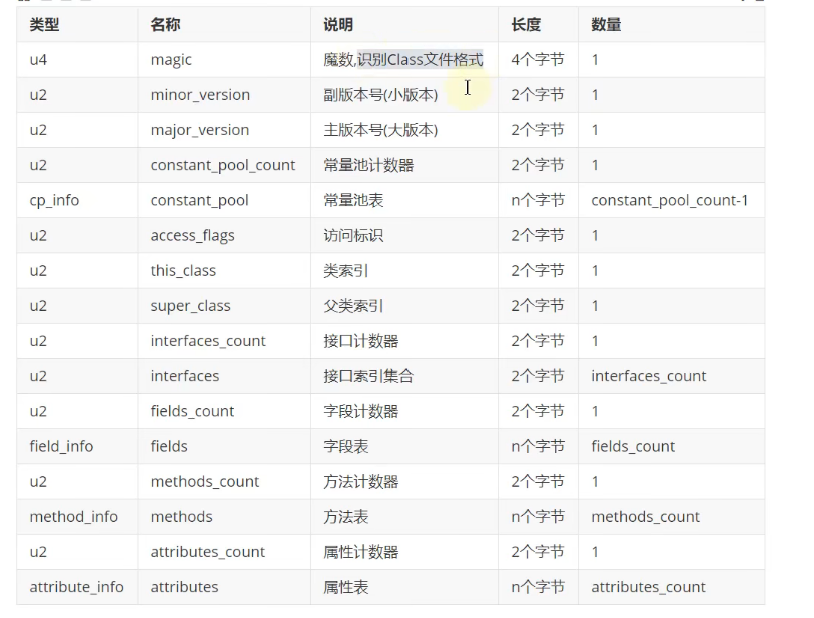 类型 名称 说明 长度 数量
u4 magic 魔数,识别Class文件格式 4个字节 1
u2 minor_version 副版本号(小版本) 2个字节 1
u2 major_version 主版本号(大版本) 2个字节 1
u2 constant_pool_count 常量池计数器 2个字节 1
cp_info constant_pool 常量池表 n个字节 constant_pool_count-1
u2 access_flags 访问标识 2个字节 1
u2 this_class 类索引 2个字节 1
u2 super_class 父类索引 2个字节 1
u2 interfaces_count 接口计数器 2个字节 1
u2 interfaces 接口索引集合 2个字节 interfaces_count
u2 fields_count 字段计数器 2个字节 1
field_info fields 字段表 n个字节 fields_count
u2 methods_count 方法计数器 2个字节 1
method_info methods 方法表 n个字节 methods_count
u2 attributes_count 属性计数器 2个字节 1
attribute_info attributes 属性表 n个字节 attributes_count